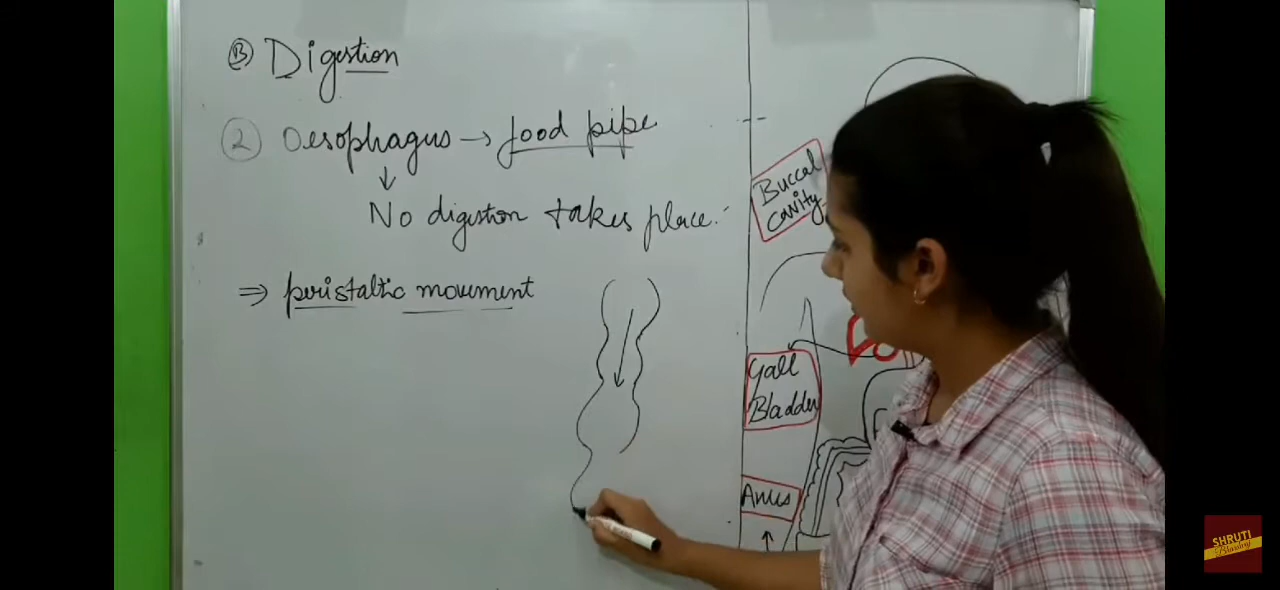 B Digestion
2 Oesophagus → food pipe
↓
No digestion takes place.
⇒ peristaltic movement
Buccal
cavity
Gall
Bladder
Anus
↑
SHRUTI